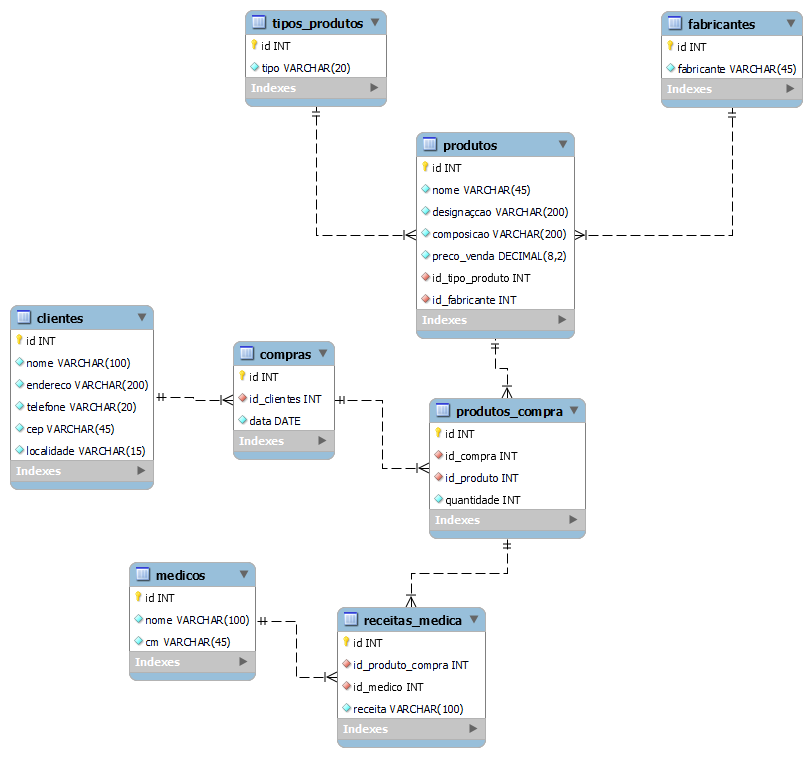 tipos_produtos
id INT
tipo VARCHAR(20)
Indexes
fabricantes
id INT
fabricante VARCHAR(45)
Indexes
produtos
id INT
nome VARCHAR(45)
designaçcao VARCHAR(200)
composicao VARCHAR(200)
preco_venda DECIMAL(8,2)
id_tipo_produto INT
id_fabricante INT
Indexes
clientes
id INT
nome VARCHAR(100)
endereco VARCHAR(200)
telefone VARCHAR(20)
cep VARCHAR(45)
localidade VARCHAR(15)
Indexes
compras
id INT
id_clientes INT
data DATE
Indexes
produtos_compra
id INT
id_compra INT
id_produto INT
quantidade INT
Indexes
medicos
id INT
nome VARCHAR(100)
cm VARCHAR(45)
Indexes
receitas_medica
id INT
id_produto_compra INT
id_medico INT
receita VARCHAR(100)
Indexes